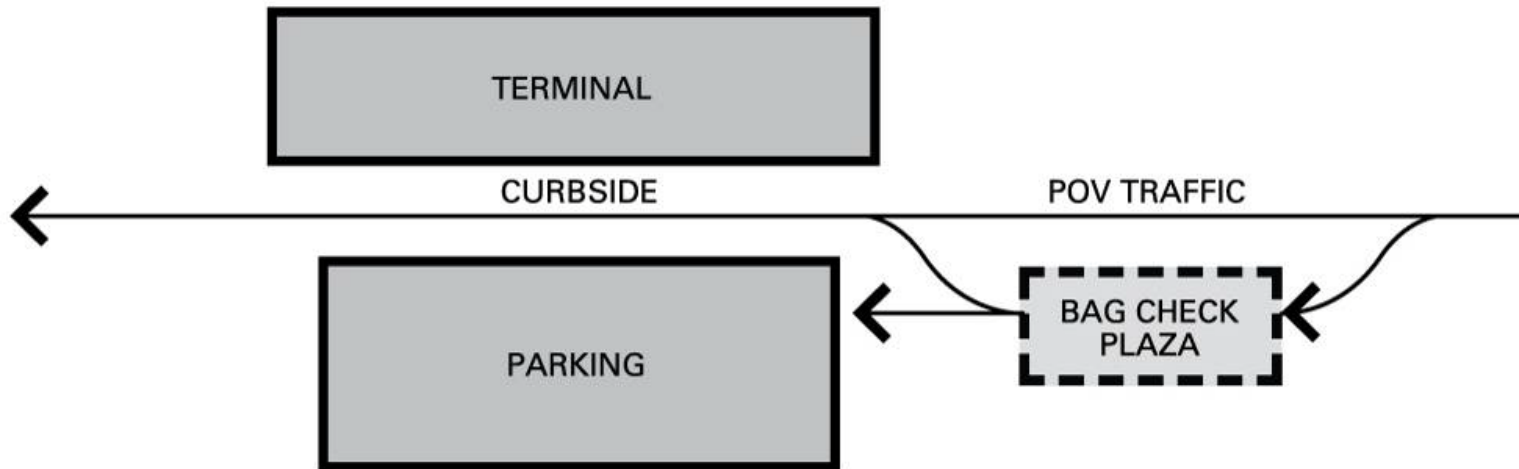 TERMINAL
CURBSIDE
POV TRAFFIC
BAG CHECK
PLAZA
PARKING